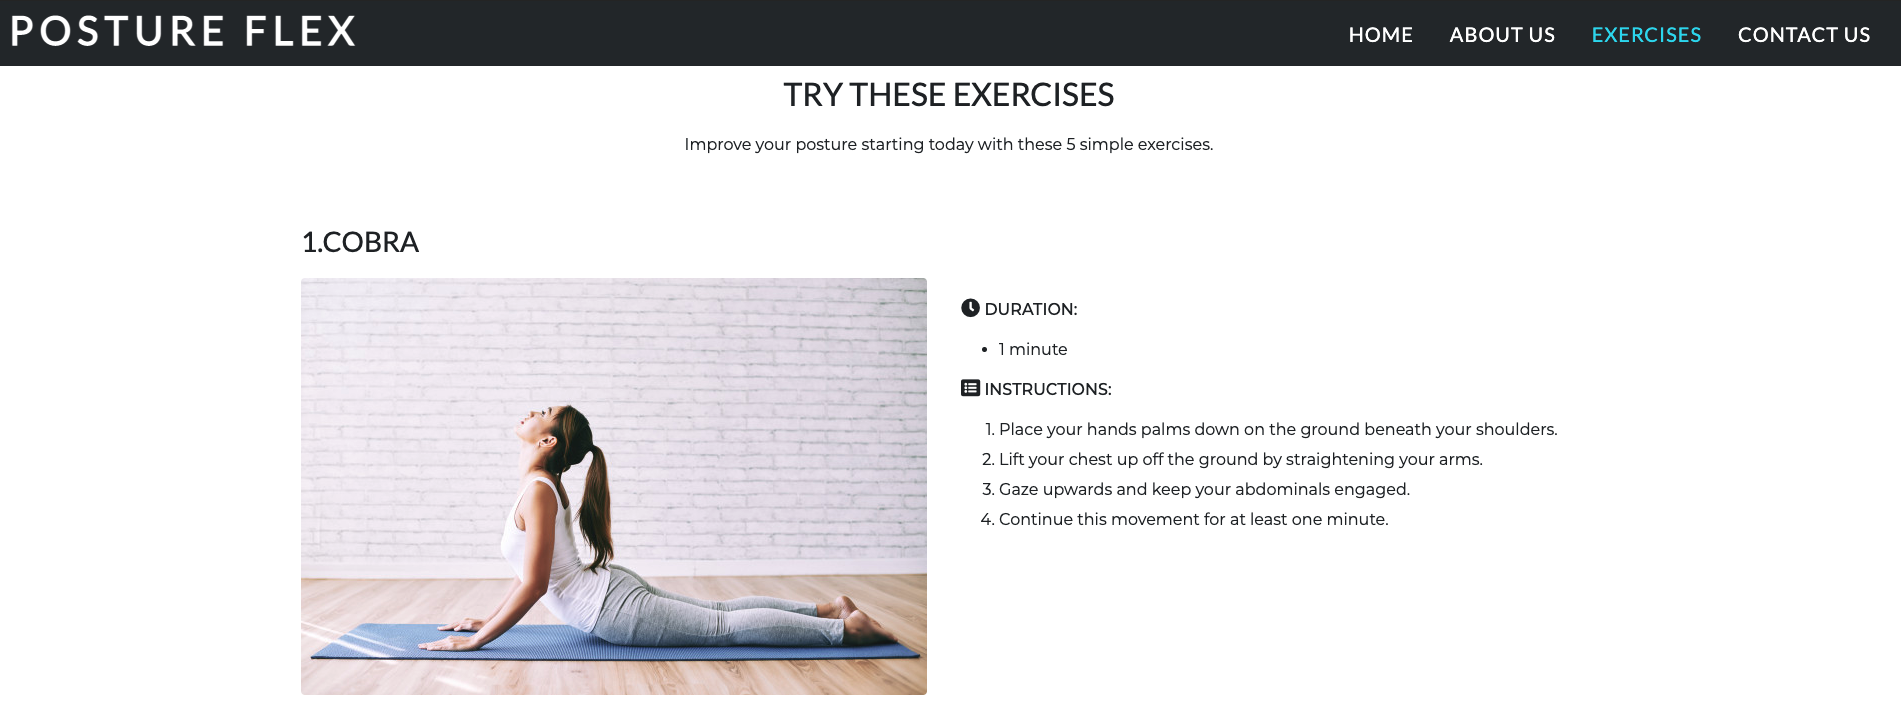 POSTURE FLEX
HOME ABOUT US EXERCISES CONTACT US
TRY THESE EXERCISES
Improve your posture starting today with these 5 simple exercises.
1.COBRA
DURATION:
• 1 minute
INSTRUCTIONS:
1. Place your hands palms down on the ground beneath your shoulders.
2. Lift your chest up off the ground by straightening your arms.
3. Gaze upwards and keep your abdominals engaged.
4. Continue this movement for at least one minute.